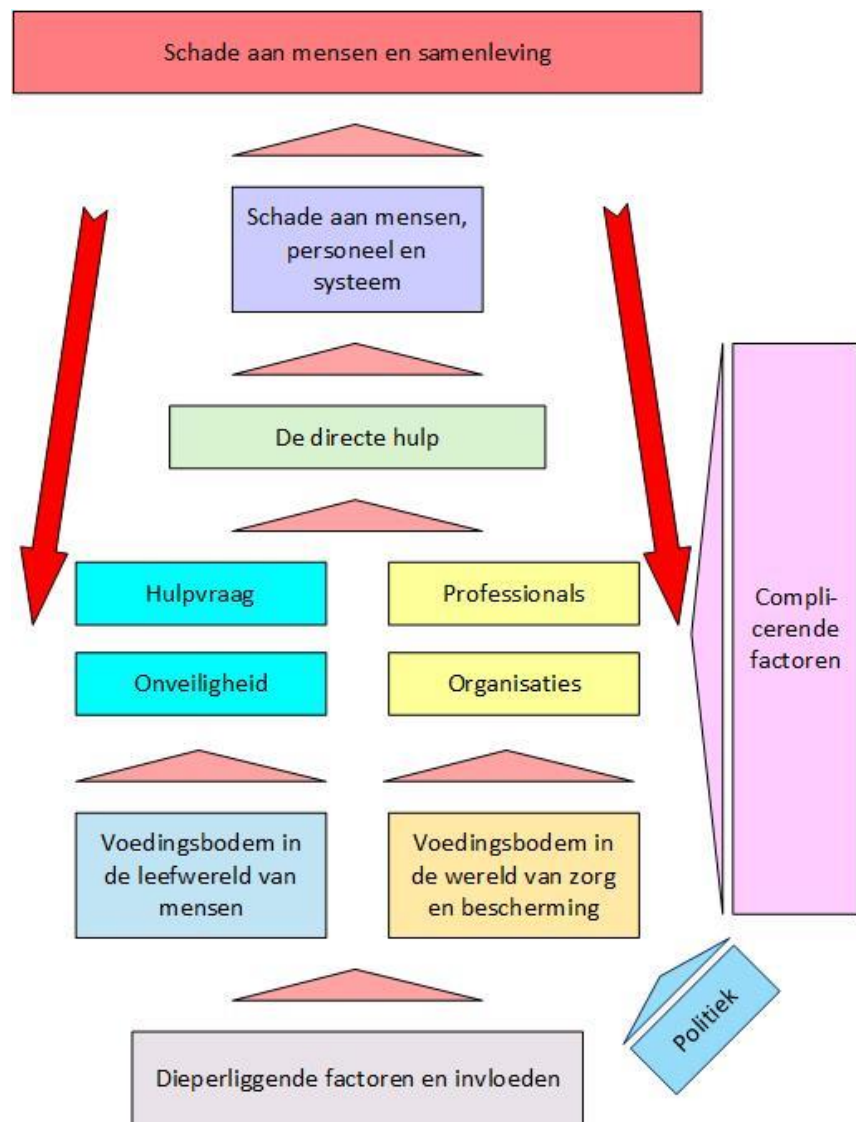 Schade aan mensen en samenleving
Schade aan mensen,
personeel en
systeem
De directe hulp
Hulpvraag
Professionals
Onveiligheid
Organisaties
Compli-
cerende
factoren
Voedingsbodem in
de leefwereld van
mensen
Voedingsbodem in
de wereld van zorg
en bescherming
Politiek
Dieperliggende factoren en invloeden